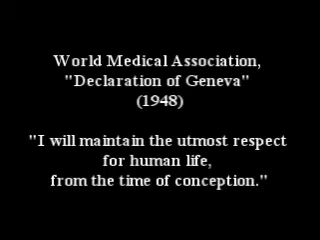 World Medical Association,
"Declaration of Geneva"
(1948)
"I will maintain the utmost respect
for human life,
from the time of conception."